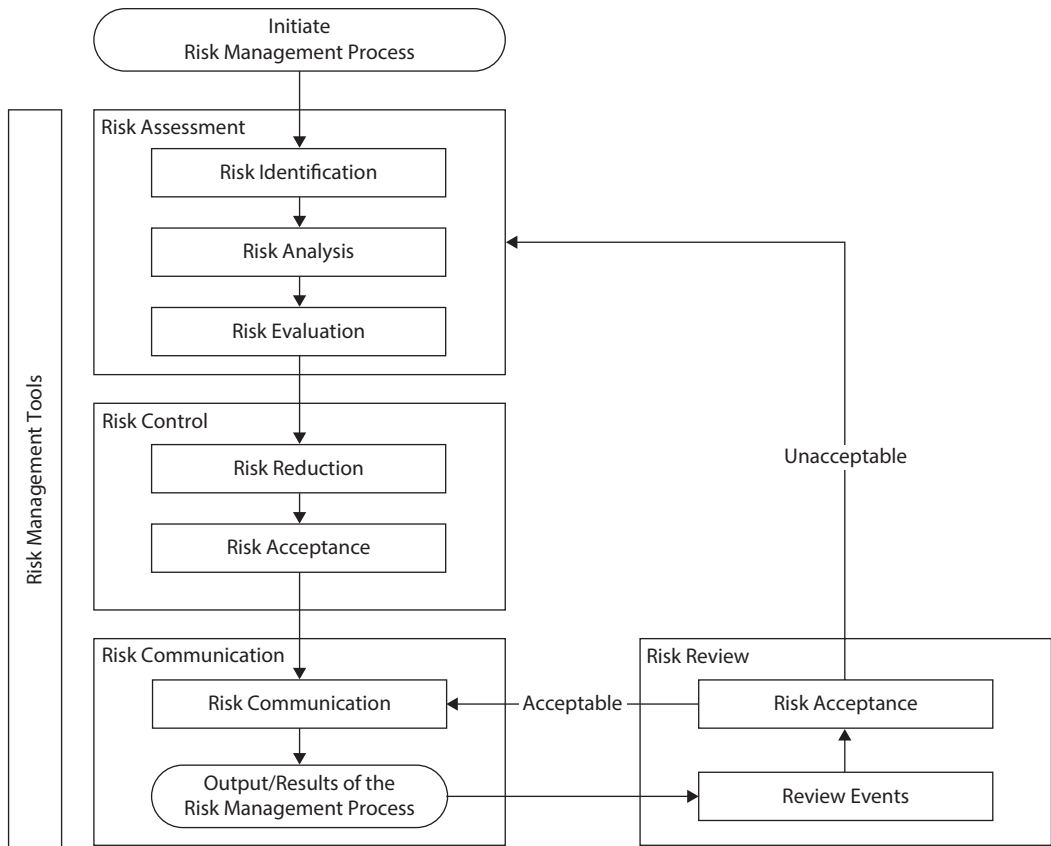 Initiate
Risk Management Process
Risk Management Tools
Risk Assessment
Risk Identification
Risk Analysis
Risk Evaluation
Risk Control
Risk Reduction
Risk Acceptance
Unacceptable
Risk Communication
Risk Communication
Output/Results of the
Risk Management Process
Acceptable
Risk Review
Risk Acceptance
Review Events